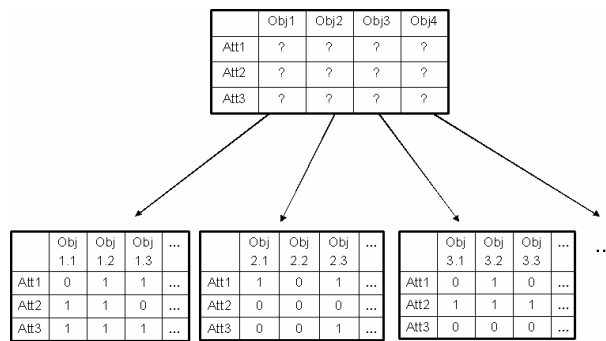 Obj1 Obj2 Obj3 Obj4
Att1 ? ? ? ?
Att2 ? ? ? ?
Att3 ? ? ? ?
Obj 1.1 Obj 1.2 Obj 1.3 ...
Att1 0 1 1 ...
Att2 1 1 0 ...
Att3 1 1 1 ...
Obj 2.1 Obj 2.2 Obj 2.3 ...
Att1 1 0 1 ...
Att2 0 0 0 ...
Att3 0 0 1 ...
Obj 3.1 Obj 3.2 Obj 3.3 ...
Att1 0 1 0 ...
Att2 1 1 1 ...
Att3 0 0 0 ...
..